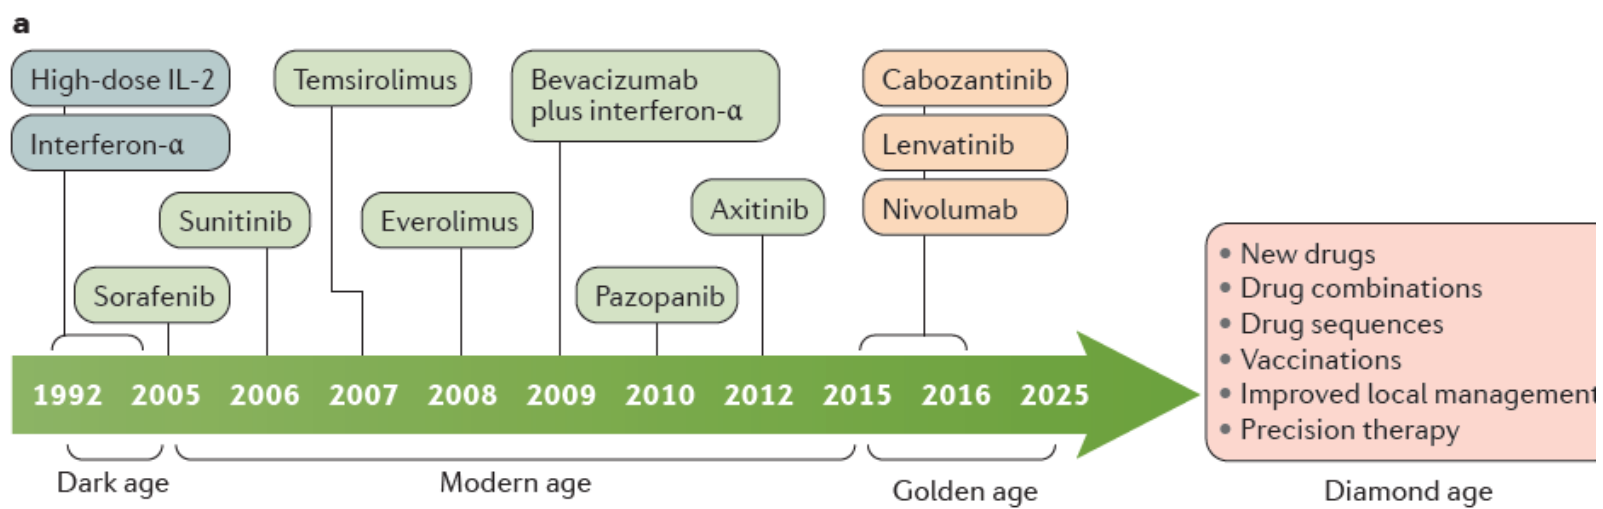 a
High-dose IL-2
Interferon-α
Temsirolimus
Bevacizumab
plus interferon-α
Cabozantinib
Lenvatinib
Nivolumab
Sunitinib
Everolimus
Axitinib
Sorafenib
Pazopanib
1992 2005 2006 2007 2008 2009 2010 2012 2015 2016 2025
Dark age
Modern age
Golden age
• New drugs
• Drug combinations
• Drug sequences
• Vaccinations
• Improved local management
• Precision therapy
Diamond age